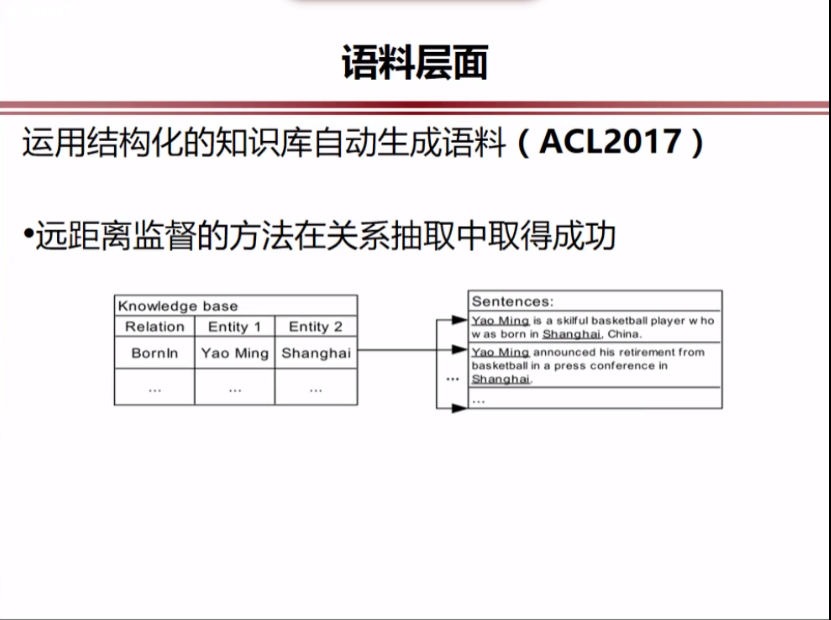 语料层面
运用结构化的知识库自动生成语料（ACL2017）
•远距离监督的方法在关系抽取中取得成功
Knowledge base
Relation Entity 1 Entity 2
BornIn Yao Ming Shanghai
... ... ...
...
Sentences:
Yao Ming is a skilful basketball player who
was born in Shanghai, China.
Yao Ming announced his retirement from
basketball in a press conference in
Shanghai.
...